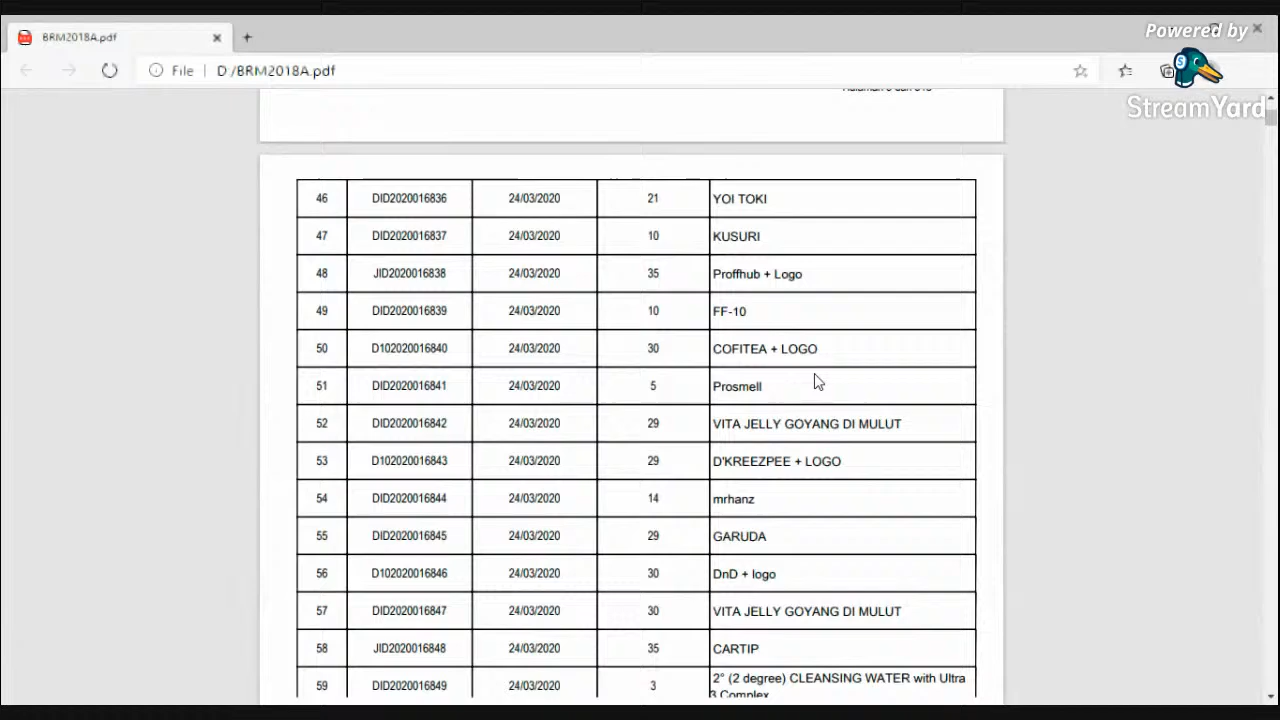 BRM2018A.pdf
Powered by
File D:/BRM2018A.pdf
StreamYard
46 DID2020016836 24/03/2020 21 YOI TOKI
47 DID2020016837 24/03/2020 10 KUSURI
48 JID2020016838 24/03/2020 35 Proffhub + Logo
49 DID2020016839 24/03/2020 10 FF-10
50 D102020016840 24/03/2020 30 COFITEA + LOGO
51 DID2020016841 24/03/2020 5 Prosmell
52 DID2020016842 24/03/2020 29 VITA JELLY GOYANG DI MULUT
53 D102020016843 24/03/2020 29 D'KREEZPEE + LOGO
54 DID2020016844 24/03/2020 14 mrhanz
55 DID2020016845 24/03/2020 29 GARUDA
56 D102020016846 24/03/2020 30 DnD + logo
57 DID2020016847 24/03/2020 30 VITA JELLY GOYANG DI MULUT
58 JID2020016848 24/03/2020 35 CARTIP
59 DID2020016849 24/03/2020 3 2° (2 degree) CLEANSING WATER with Ultra
3 Complex